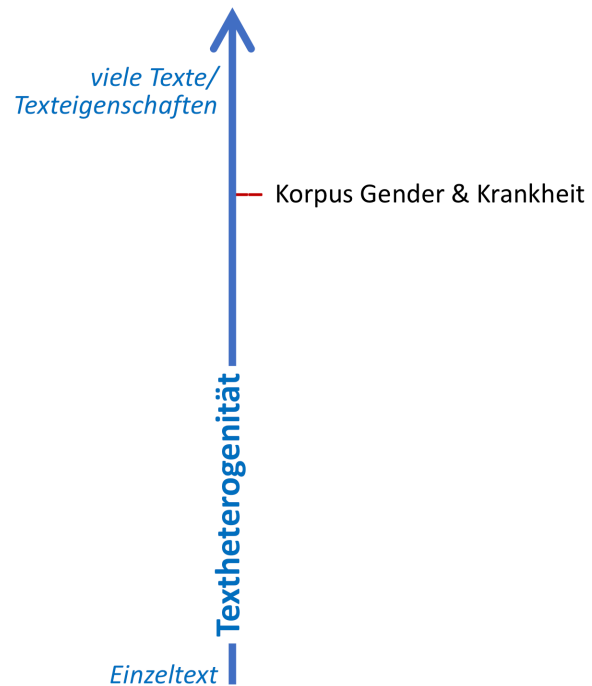 viele Texte/
Texteigenschaften
Korpus Gender & Krankheit
Textheterogenität
Einzeltext